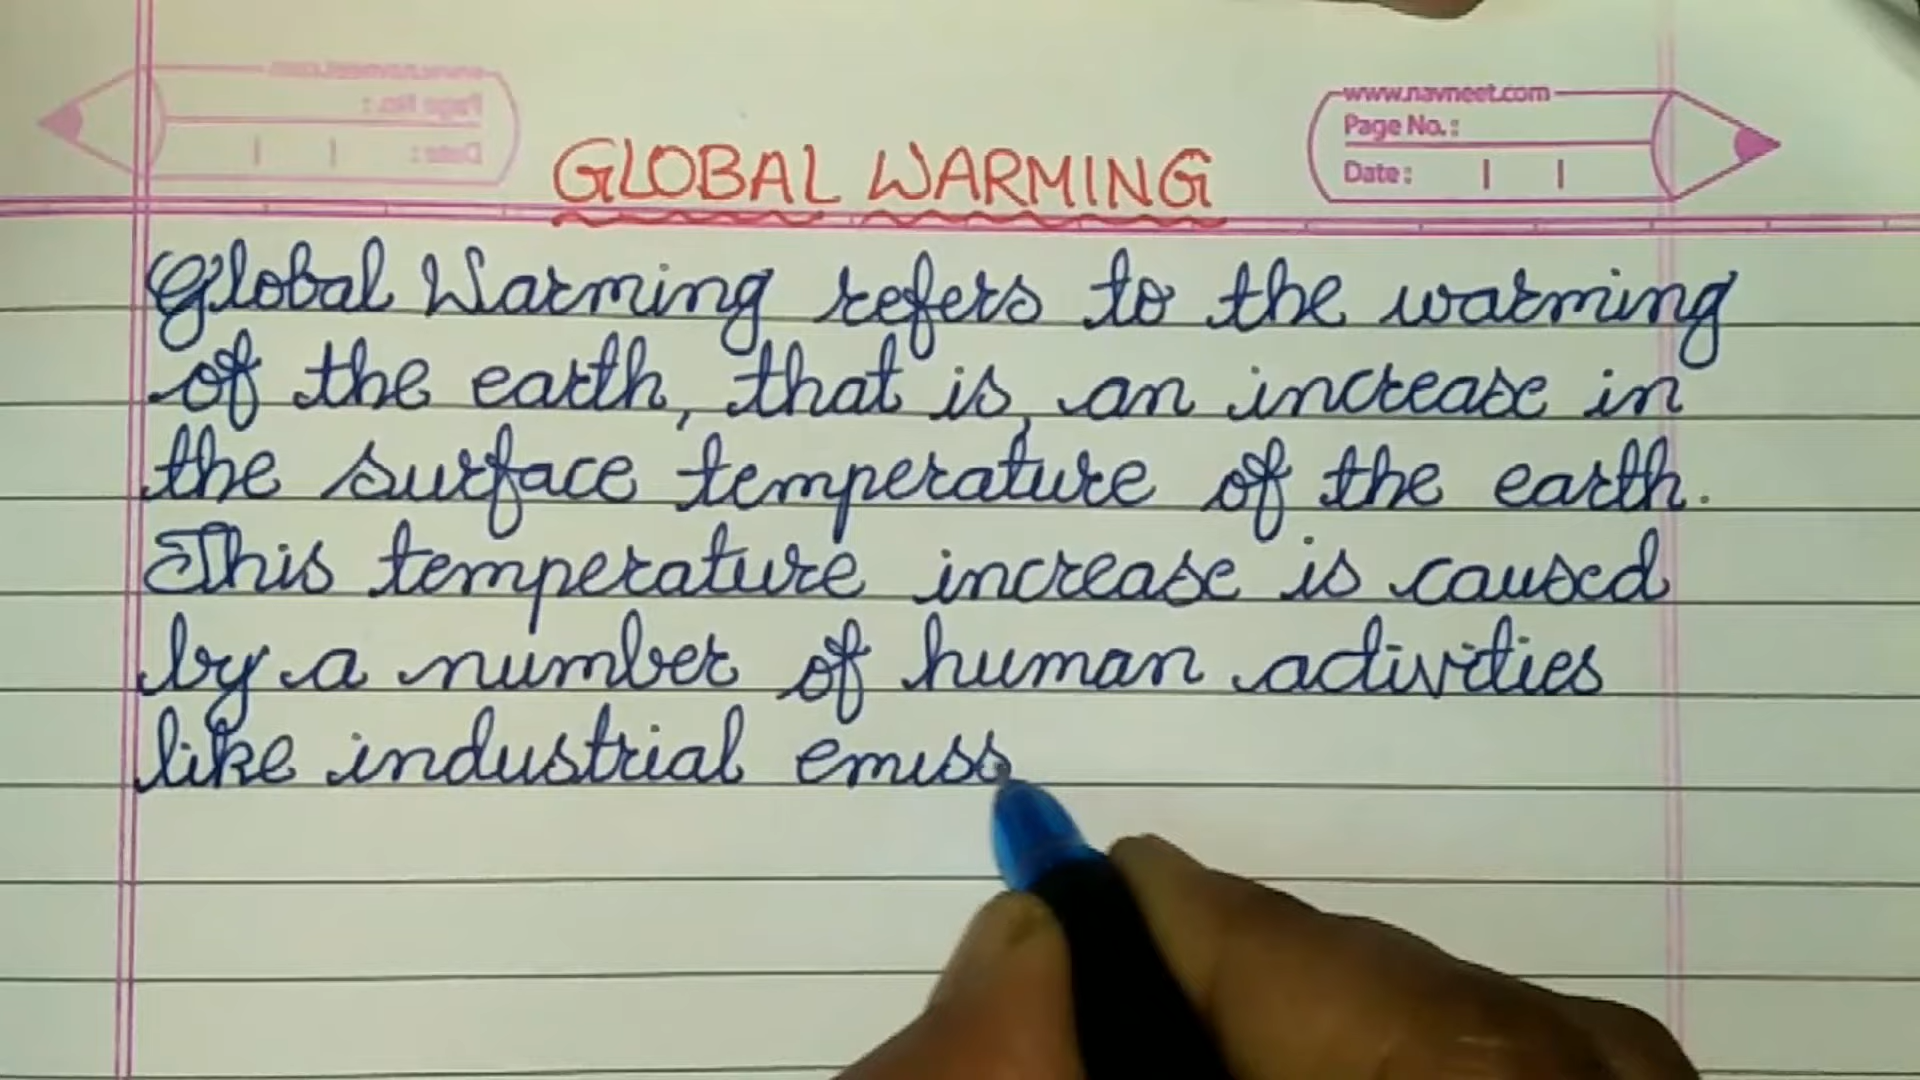 www.navneet.com
Page No.:
Date:
GLOBAL WARMING
Global Warming refers to the warming
of the earth, that is, an increase in
the surface temperature of the earth.
This temperature increase is caused
by a number of human activities
like industrial emiss